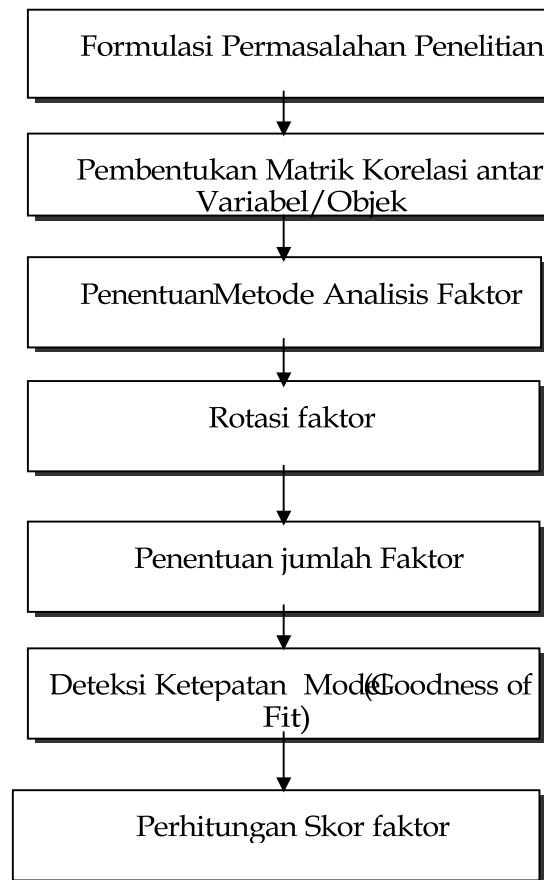 Formulasi Permasalahan Penelitian
Pembentukan Matrik Korelasi antar
Variabel/Objek
PenentuanMetode Analisis Faktor
Rotasi faktor
Penentuan jumlah Faktor
Deteksi Ketepatan Model(Goodness of
Fit)
Perhitungan Skor faktor